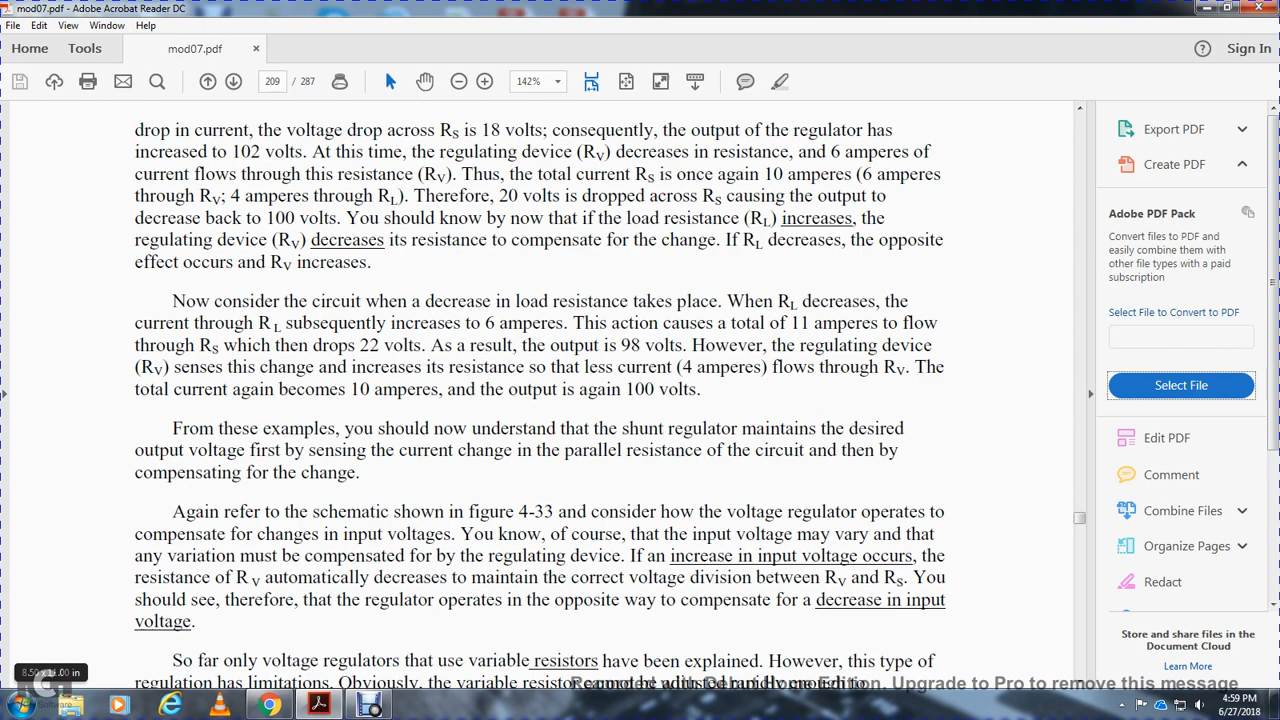 mod07.pdf - Adobe Acrobat Reader DC
File Edit View Window Help
Home Tools mod07.pdf × Sign In
209 / 287 142%
drop in current, the voltage drop across RS is 18 volts; consequently, the output of the regulator has
increased to 102 volts. At this time, the regulating device (RV) decreases in resistance, and 6 amperes of
current flows through this resistance (RV). Thus, the total current RS is once again 10 amperes (6 amperes
through RV; 4 amperes through RL). Therefore, 20 volts is dropped across RS causing the output to
decrease back to 100 volts. You should know by now that if the load resistance (RL) increases, the
regulating device (RV) decreases its resistance to compensate for the change. If RL decreases, the opposite
effect occurs and RV increases.
Now consider the circuit when a decrease in load resistance takes place. When RL decreases, the
current through R L subsequently increases to 6 amperes. This action causes a total of 11 amperes to flow
through RS which then drops 22 volts. As a result, the output is 98 volts. However, the regulating device
(RV) senses this change and increases its resistance so that less current (4 amperes) flows through RV. The
total current again becomes 10 amperes, and the output is again 100 volts.
From these examples, you should now understand that the shunt regulator maintains the desired
output voltage first by sensing the current change in the parallel resistance of the circuit and then by
compensating for the change.
Again refer to the schematic shown in figure 4-33 and consider how the voltage regulator operates to
compensate for changes in input voltages. You know, of course, that the input voltage may vary and that
any variation must be compensated for by the regulating device. If an increase in input voltage occurs, the
resistance of R V automatically decreases to maintain the correct voltage division between RV and RS. You
should see, therefore, that the regulator operates in the opposite way to compensate for a decrease in input
voltage.
So far only voltage regulators that use variable resistors have been explained. However, this type of
regulation has limitations. Obviously, the variable resistor
8.50 x 11.00 in
Export PDF
Create PDF
Adobe PDF Pack
Convert files to PDF and
easily combine them with
other file types with a paid
subscription
Select File to Convert to PDF
Select File
Edit PDF
Comment
Combine Files
Organize Pages
Redact
Store and share files in the
Document Cloud
Learn More
Edition. Upgrade to Pro to remove this message
Software
4:59 PM
6/27/2018